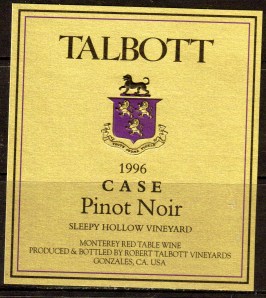 TALBOTT
1996
CASE
Pinot Noir
SLEEPY HOLLOW VINEYARD
MONTEREY RED TABLE WINE
PRODUCED & BOTTLED BY ROBERT TALBOTT VINEYARDS
GONZALES, CA. USA